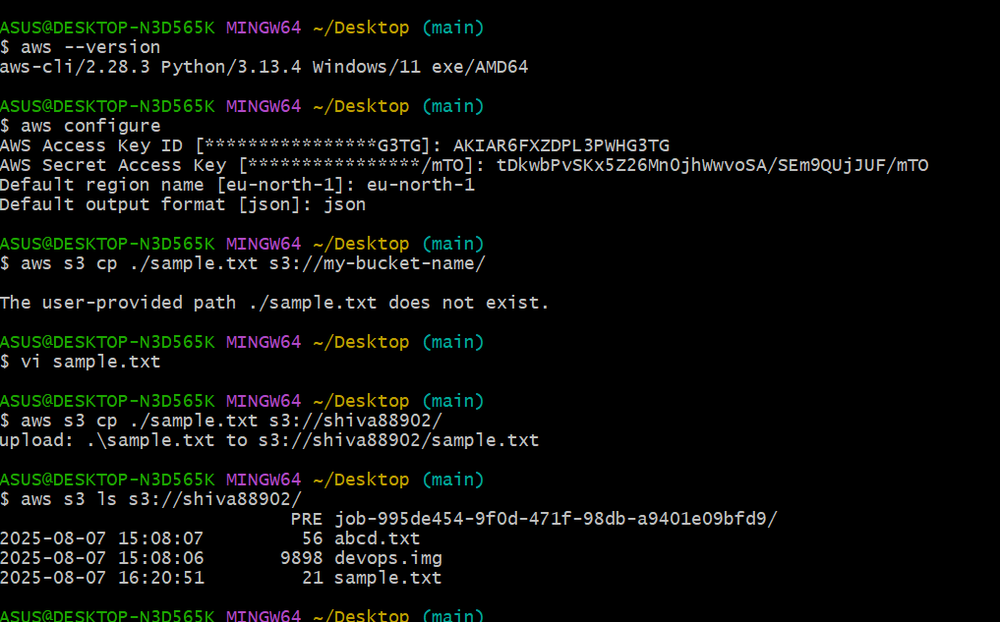 ASUS@DESKTOP-N3D565K MINGW64 ~/Desktop (main)
$ aws --version
aws-cli/2.28.3 Python/3.13.4 Windows/11 exe/AMD64
ASUS@DESKTOP-N3D565K MINGW64 ~/Desktop (main)
$ aws configure
AWS Access Key ID [****************G3TG]: AKIAR6FXZDPL3PWHG3TG
AWS Secret Access Key [****************/mTO]: 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
Default region name [eu-north-1]: eu-north-1
Default output format [json]: json
ASUS@DESKTOP-N3D565K MINGW64 ~/Desktop (main)
$ aws s3 cp ./sample.txt s3://my-bucket-name/
The user-provided path ./sample.txt does not exist.
ASUS@DESKTOP-N3D565K MINGW64 ~/Desktop (main)
$ vi sample.txt
ASUS@DESKTOP-N3D565K MINGW64 ~/Desktop (main)
$ aws s3 cp ./sample.txt s3://shiva88902/
upload: .\sample.txt to s3://shiva88902/sample.txt
ASUS@DESKTOP-N3D565K MINGW64 ~/Desktop (main)
$ aws s3 ls s3://shiva88902/
PRE job-995de454-9f0d-471f-98db-a9401e09bfd9/
2025-08-07 15:08:07 56 abcd.txt
2025-08-07 15:08:06 9898 devops.img
2025-08-07 16:20:51 21 sample.txt
ASUS@DESKTOP-N3D565K MINGW64 ~/Desktop (main)